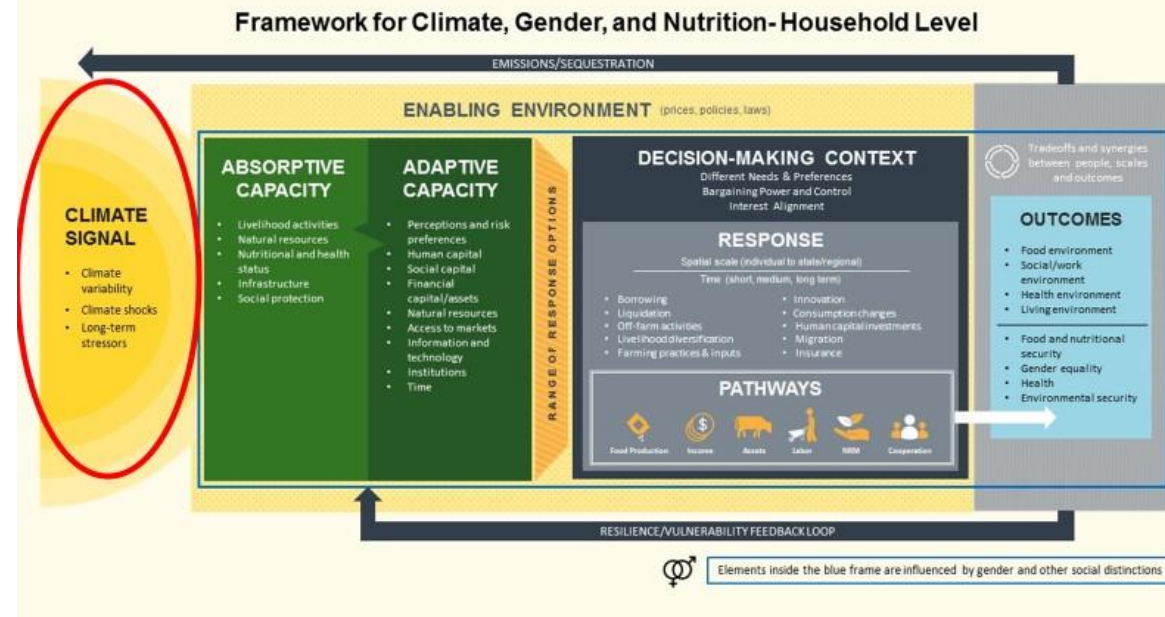 Framework for Climate, Gender, and Nutrition- Household Level
EMISSIONS/SEQUESTRATION
ENABLING ENVIRONMENT (prices, policies, laws)
CLIMATE
SIGNAL
• Climate
variability
• Climate shocks
• Long-term
stressors
ABSORPTIVE
CAPACITY
• Livelihood activities
• Natural resources
• Nutritional and health
status
• Infrastructure
• Social protection
ADAPTIVE
CAPACITY
• Perceptions and risk
preferences
• Human capital
• Social capital
• Financial
capital/assets
• Natural resources
• Access to markets
• Information and
technology
• Institutions
• Time
RANGE OF RESPONSE OPTIONS
DECISION-MAKING CONTEXT
Different Needs & Preferences
Bargaining Power and Control
Interest Alignment
RESPONSE
Spatial scale (individual to state/regional)
Time (short, medium, long term)
• Borrowing
• Liquidation
• Off-farm activities
• Livelihood diversification
• Farming practices & inputs
• Innovation
• Consumption changes
• Human capital investments
• Migration
• Insurance
PATHWAYS
$
Food Production Income Assets Labor NRM Cooperation
Tradeoffs and synergies
between people, scales
and outcomes
OUTCOMES
• Food environment
• Social/work
environment
• Health environment
• Living environment
• Food and nutritional
security
• Gender equality
• Health
• Environmental security
RESILIENCE/VULNERABILITY FEEDBACK LOOP
Elements inside the blue frame are influenced by gender and other social distinctions